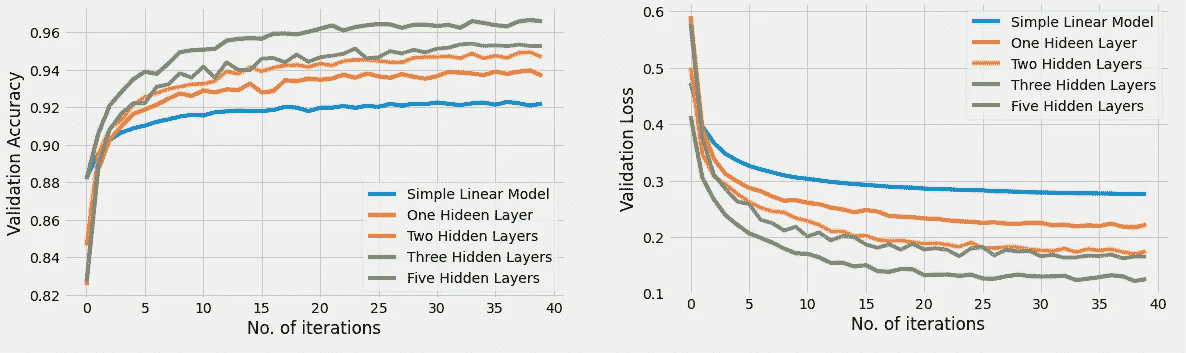 0.96
0.94
0.92
0.90
0.88
0.86
0.84
0.82
Validation Accuracy
Simple Linear Model
One Hideen Layer
Two Hidden Layers
Three Hidden Layers
Five Hidden Layers
0 5 10 15 20 25 30 35 40
No. of iterations
0.6
0.5
0.4
0.3
0.2
0.1
Validation Loss
Simple Linear Model
One Hideen Layer
Two Hidden Layers
Three Hidden Layers
Five Hidden Layers
0 5 10 15 20 25 30 35 40
No. of iterations